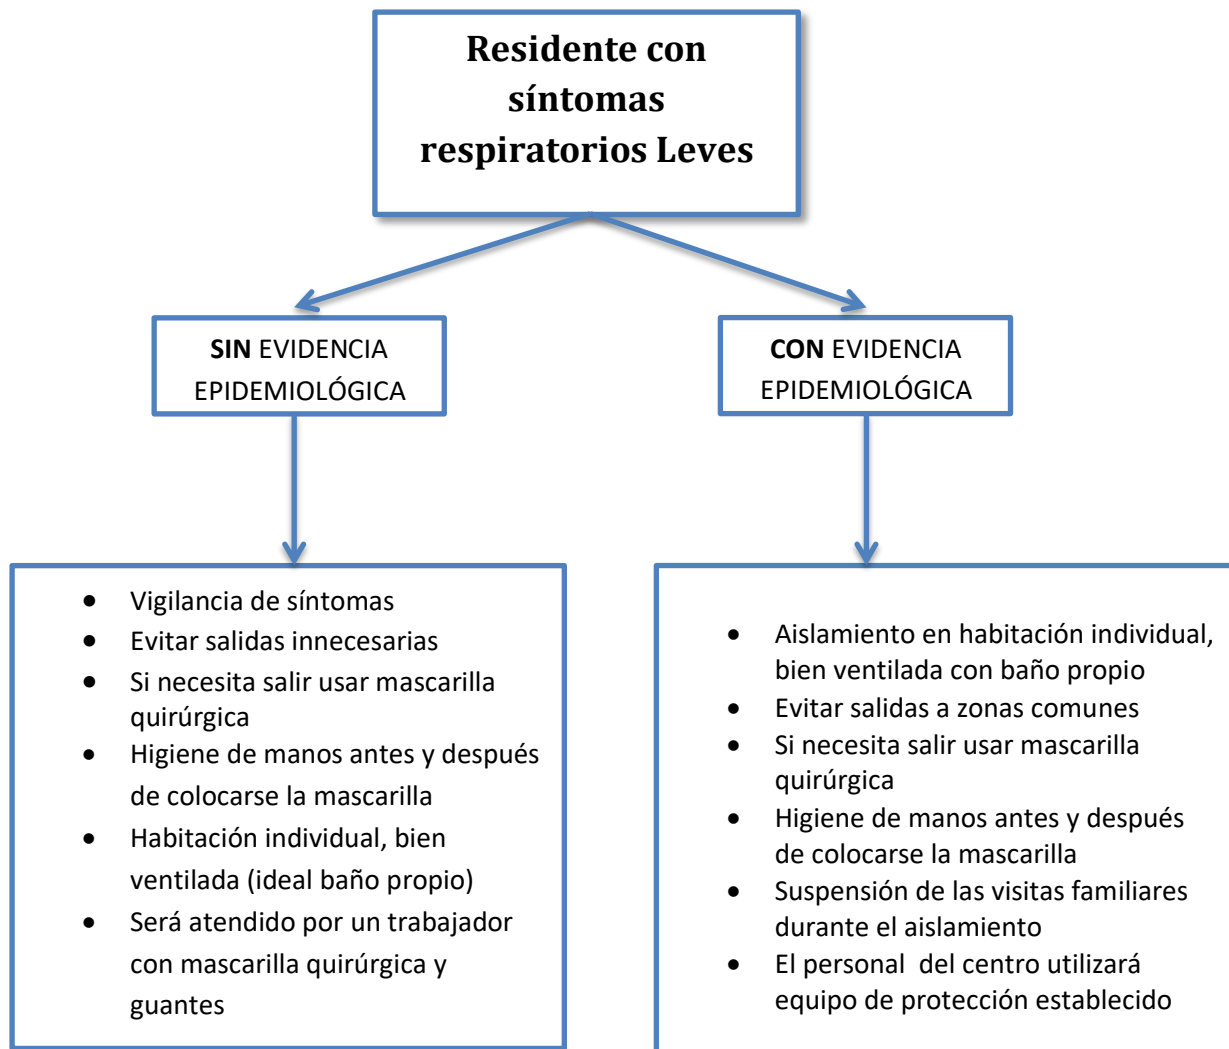 Residente con
síntomas
respiratorios Leves
SIN EVIDENCIA
EPIDEMIOLÓGICA
CON EVIDENCIA
EPIDEMIOLÓGICA
• Vigilancia de síntomas
• Evitar salidas innecesarias
• Si necesita salir usar mascarilla
quirúrgica
• Higiene de manos antes y después
de colocarse la mascarilla
• Habitación individual, bien
ventilada (ideal baño propio)
• Será atendido por un trabajador
con mascarilla quirúrgica y
guantes
• Aislamiento en habitación individual,
bien ventilada con baño propio
• Evitar salidas a zonas comunes
• Si necesita salir usar mascarilla
quirúrgica
• Higiene de manos antes y después
de colocarse la mascarilla
• Suspensión de las visitas familiares
durante el aislamiento
• El personal del centro utilizará
equipo de protección establecido